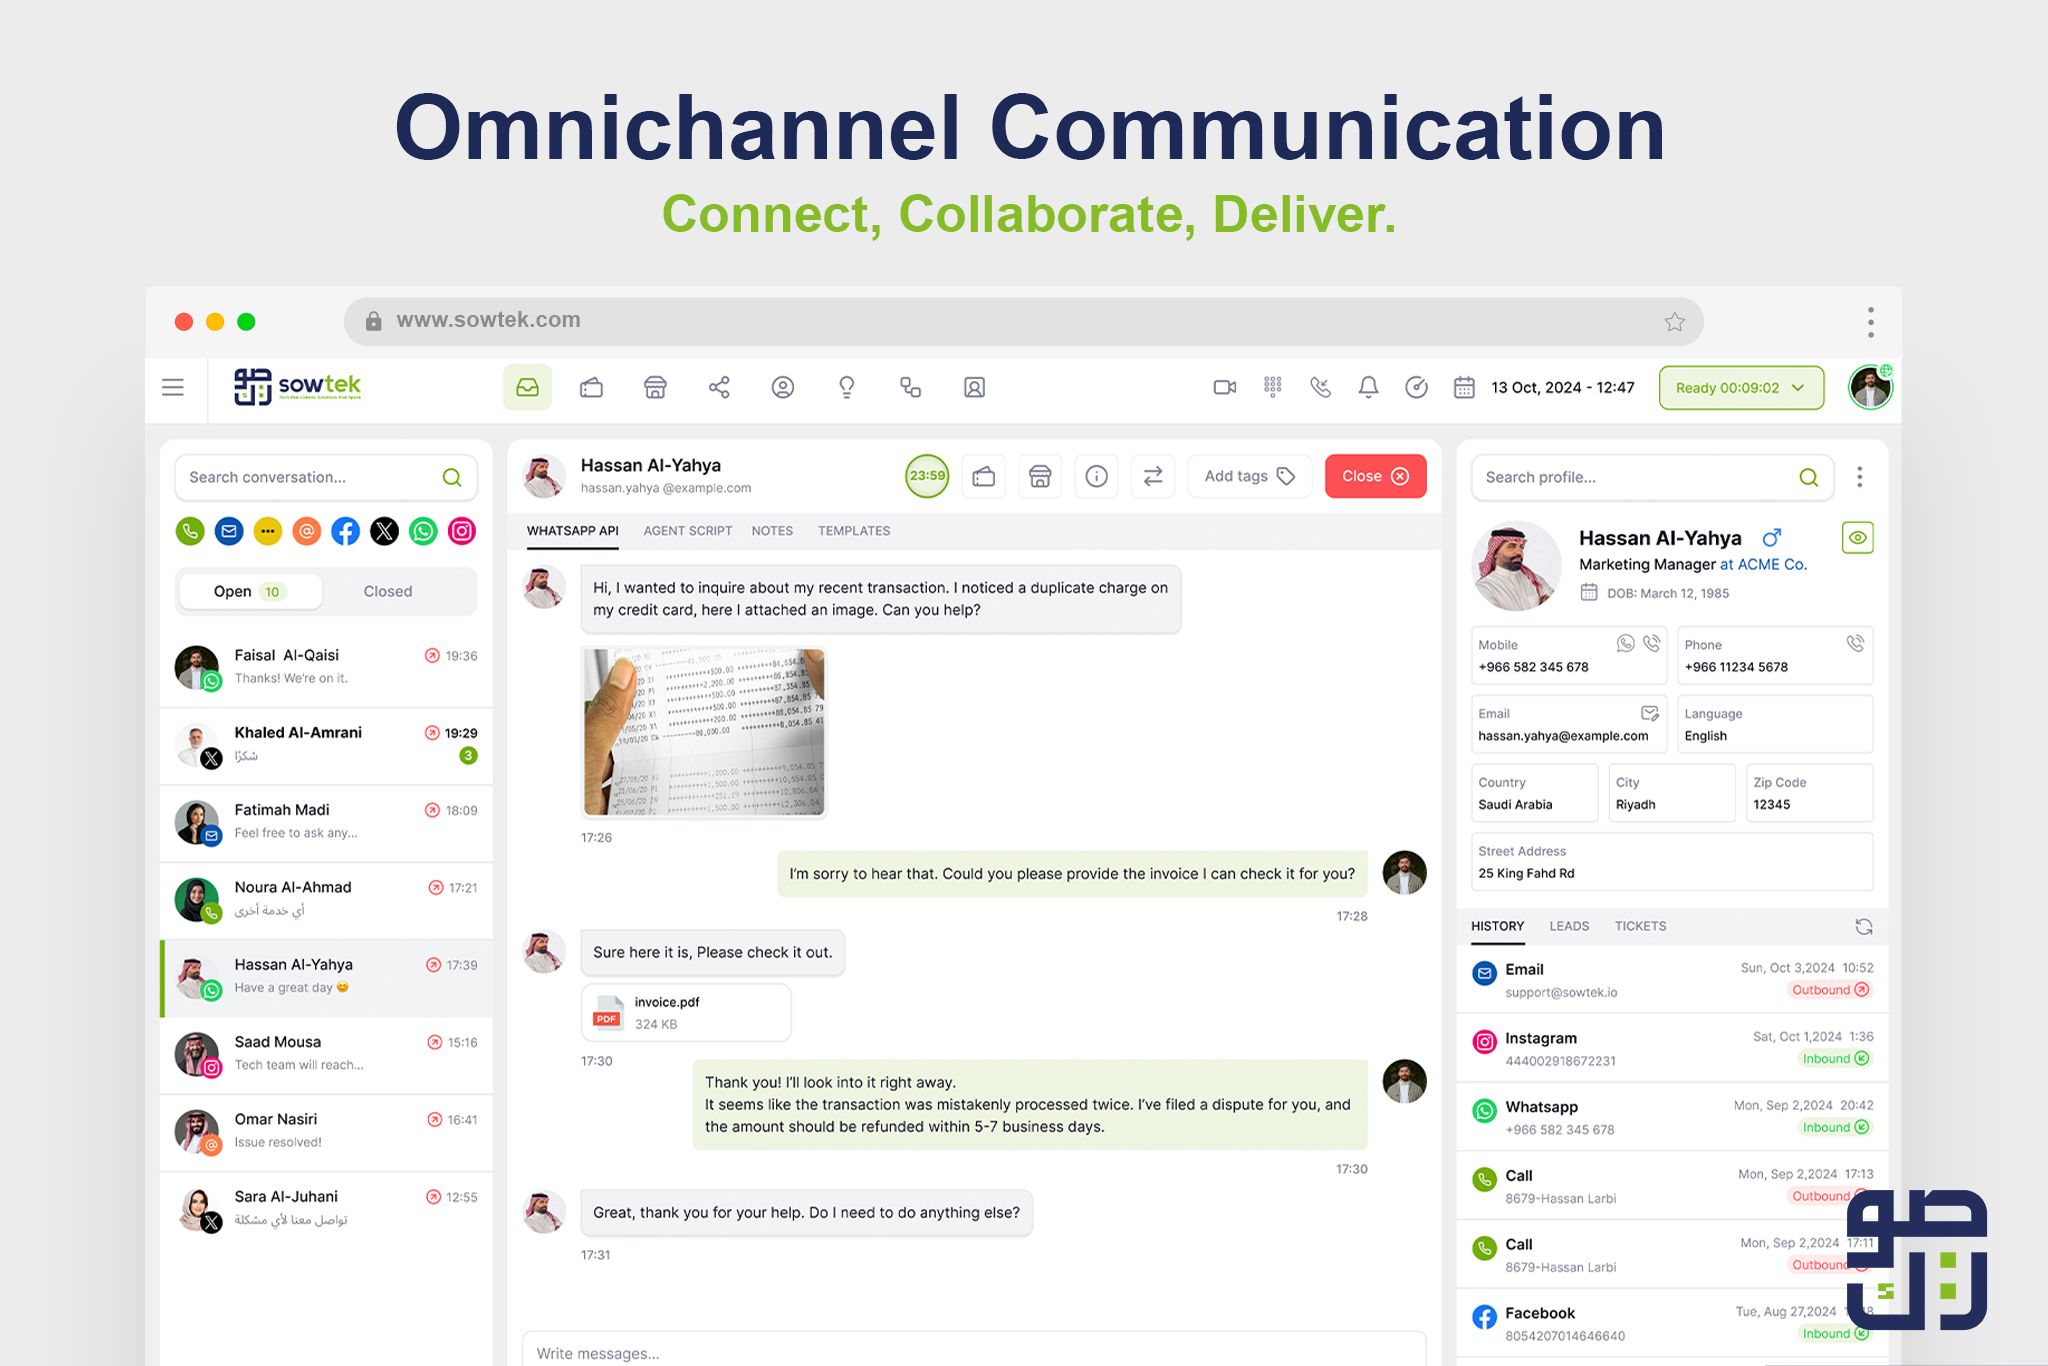 Omnichannel Communication
Connect, Collaborate, Deliver.
www.sowtek.com
sowtek
13 Oct, 2024 - 12:47
Ready 00:09:02
Search conversation...
Open 10
Closed
Faisal Al-Qaisi 19:36
Thanks! We're on it.
Khaled Al-Amrani 19:29
شكرًا 3
Fatimah Madi 18:09
Feel free to ask any...
Noura Al-Ahmad 17:21
أي خدمة أخرى
Hassan Al-Yahya 17:39
Have a great day 😊
Saad Mousa 15:16
Tech team will reach...
Omar Nasiri 16:41
Issue resolved!
Sara Al-Juhani 12:55
تواصل معنا لأي مشكلة
Hassan Al-Yahya
hassan.yahya @example.com
23:59
Add tags
Close
WHATSAPP API AGENT SCRIPT NOTES TEMPLATES
Hi, I wanted to inquire about my recent transaction. I noticed a duplicate charge on
my credit card, here I attached an image. Can you help?
17:26
I'm sorry to hear that. Could you please provide the invoice I can check it for you?
17:28
Sure here it is, Please check it out.
PDF
invoice.pdf
324 KB
17:30
Thank you! I'll look into it right away.
It seems like the transaction was mistakenly processed twice. I've filed a dispute for you, and
the amount should be refunded within 5-7 business days.
17:30
Great, thank you for your help. Do I need to do anything else?
17:31
Write messages...
Search profile...
Hassan Al-Yahya
Marketing Manager at ACME Co.
DOB: March 12, 1985
Mobile
+966 582 345 678
Phone
+966 11234 5678
Email
hassan.yahya@example.com
Language
English
Country
Saudi Arabia
City
Riyadh
Zip Code
12345
Street Address
25 King Fahd Rd
HISTORY LEADS TICKETS
Email Sun, Oct 3,2024 10:52
support@sowtek.io Outbound
Instagram Sat, Oct 1,2024 1:36
444002918672231 Inbound
Whatsapp Mon, Sep 2,2024 20:42
+966 582 345 678 Inbound
Call Mon, Sep 2,2024 17:13
8679-Hassan Larbi Outbound
Call Mon, Sep 2,2024 17:11
8679-Hassan Larbi Outbound
Facebook Tue, Aug 27,2024
8054207014646640 Inbound